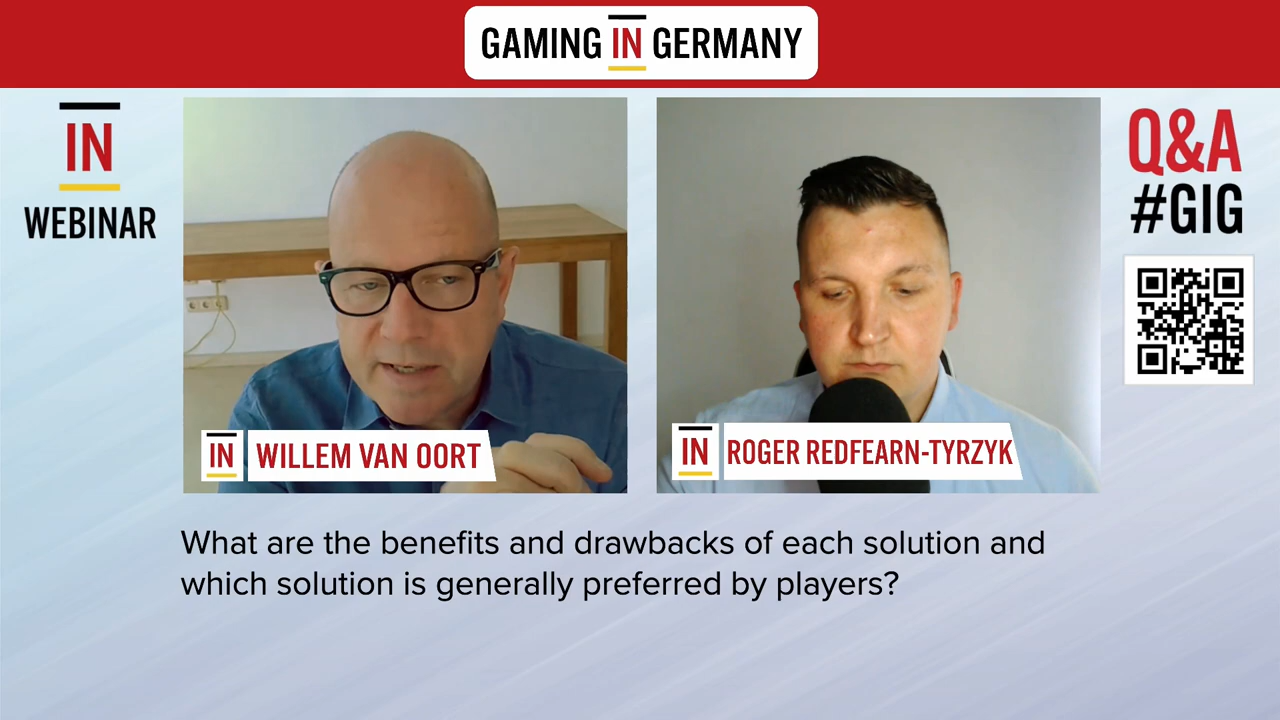 GAMING IN GERMANY
IN
WEBINAR
Q&A
#GIG
IN WILLEM VAN OORT
IN ROGER REDFEARN-TYRZYK
What are the benefits and drawbacks of each solution and
which solution is generally preferred by players?